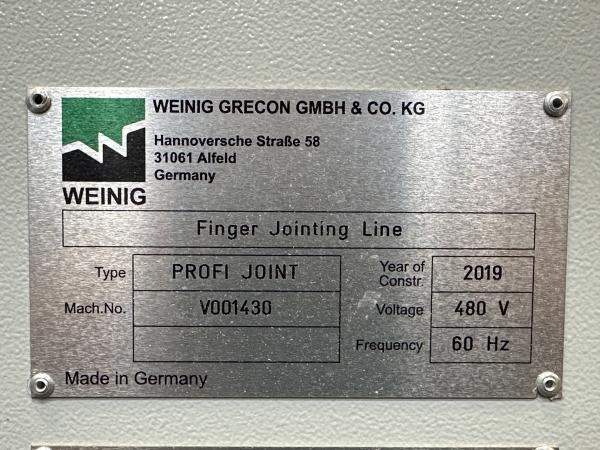 WEINIG GRECON GMBH & CO. KG
Hannoversche Straße 58
31061 Alfeld
Germany
WEINIG
Finger Jointing Line
Type PROFI JOINT Year of Constr. 2019
Mach.No. V001430 Voltage 480 V
Frequency 60 Hz
Made in Germany